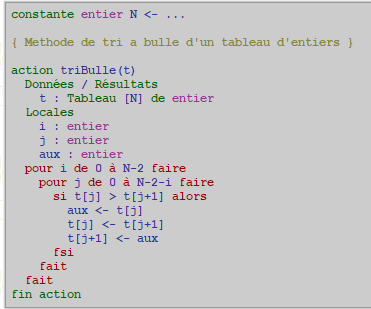 constante entier N <- ...
{ Methode de tri a bulle d'un tableau d'entiers }
action triBulle(t)
Données / Résultats
t : Tableau [N] de entier
Locales
i : entier
j : entier
aux : entier
pour i de 0 à N-2 faire
pour j de 0 à N-2-i faire
si t[j] > t[j+1] alors
aux <- t[j]
t[j] <- t[j+1]
t[j+1] <- aux
fsi
fait
fait
fin action